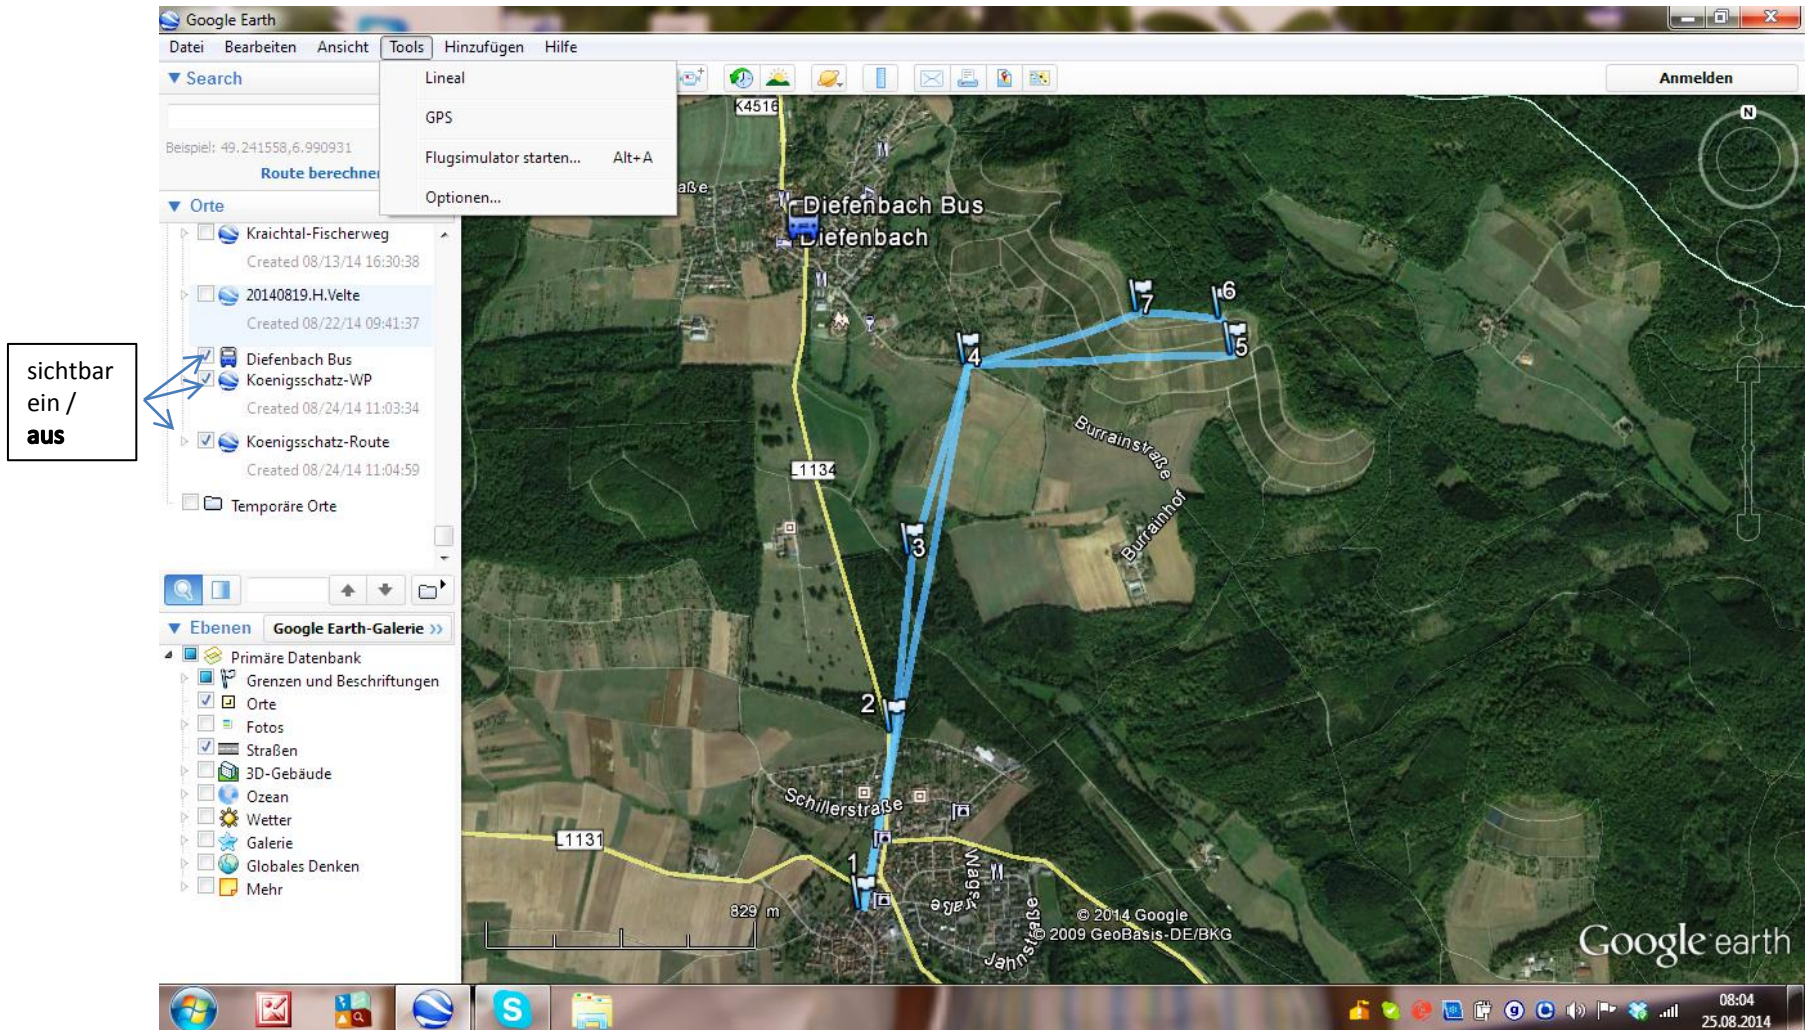 Google Earth
Datei Bearbeiten Ansicht Tools Hinzufügen Hilfe
Search
Anmelden
Lineal
GPS
Flugsimulator starten... Alt+A
Optionen...
Beispiel: 49.241558,6.990931
Route berechnen
Orte
Kraichtal-Fischerweg
Created 08/13/14 16:30:38
20140819.H.Velte
Created 08/22/14 09:41:37
Diefenbach Bus
Koenigsschatz-WP
Created 08/24/14 11:03:34
Koenigsschatz-Route
Created 08/24/14 11:04:59
Temporäre Orte
sichtbar
ein /
aus
Ebenen Google Earth-Galerie >>
Primäre Datenbank
Grenzen und Beschriftungen
Orte
Fotos
Straßen
3D-Gebäude
Ozean
Wetter
Galerie
Globales Denken
Mehr
K4516
aße
Diefenbach Bus
Diefenbach
N
7
6
5
4
Burrainstraße
L1134
Burrainhof
3
2
Schillerstraße
L1131
1
Wagstraße
829 m
Jahnstraße
© 2014 Google
© 2009 GeoBasis-DE/BKG
Google earth
S
08:04
25.08.2014